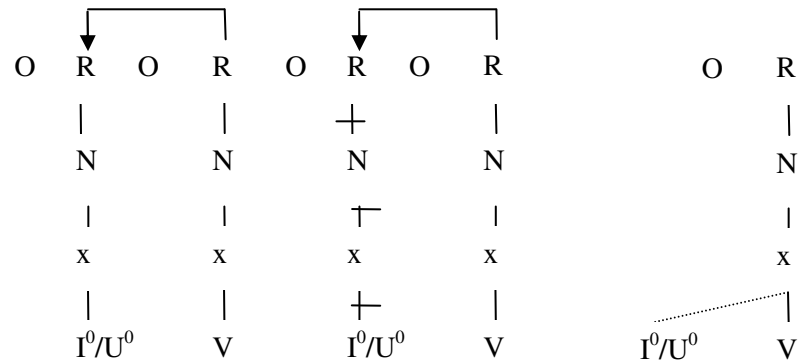 O R O R O R O R O R
N N N N N
x x x x x
I⁰/U⁰ V I⁰/U⁰ V I⁰/U⁰ V